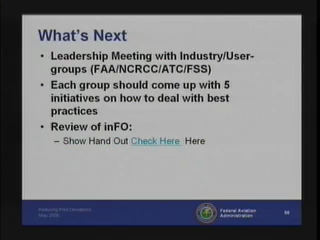 What's Next
• Leadership Meeting with Industry/User-
groups (FAA/NCRCC/ATC/FSS)
• Each group should come up with 5
initiatives on how to deal with best
practices
• Review of inFO:
– Show Hand Out Check Here Here
Federal Aviation
Administration